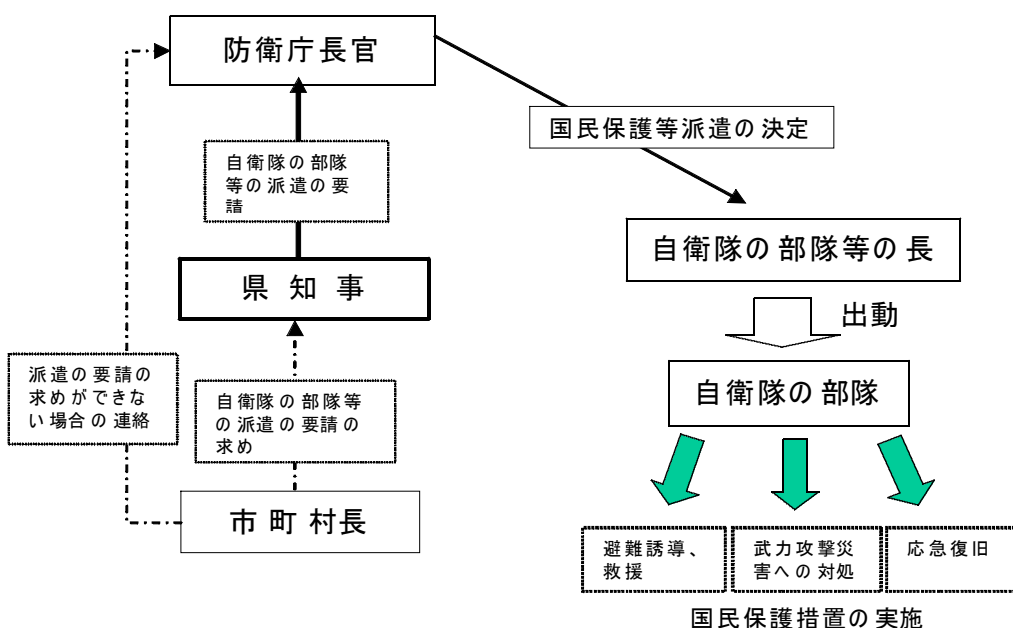 防衛庁長官
国民保護等派遣の決定
自衛隊の部隊
等の派遣の要
請
自衛隊の部隊等の長
県知事
出動
派遣の要請の
求めができな
い場合の連絡
自衛隊の部隊等
の派遣の要請の
求め
自衛隊の部隊
市町村長
避難誘導、
救援
武力攻撃災
害への対処
応急復旧
国民保護措置の実施